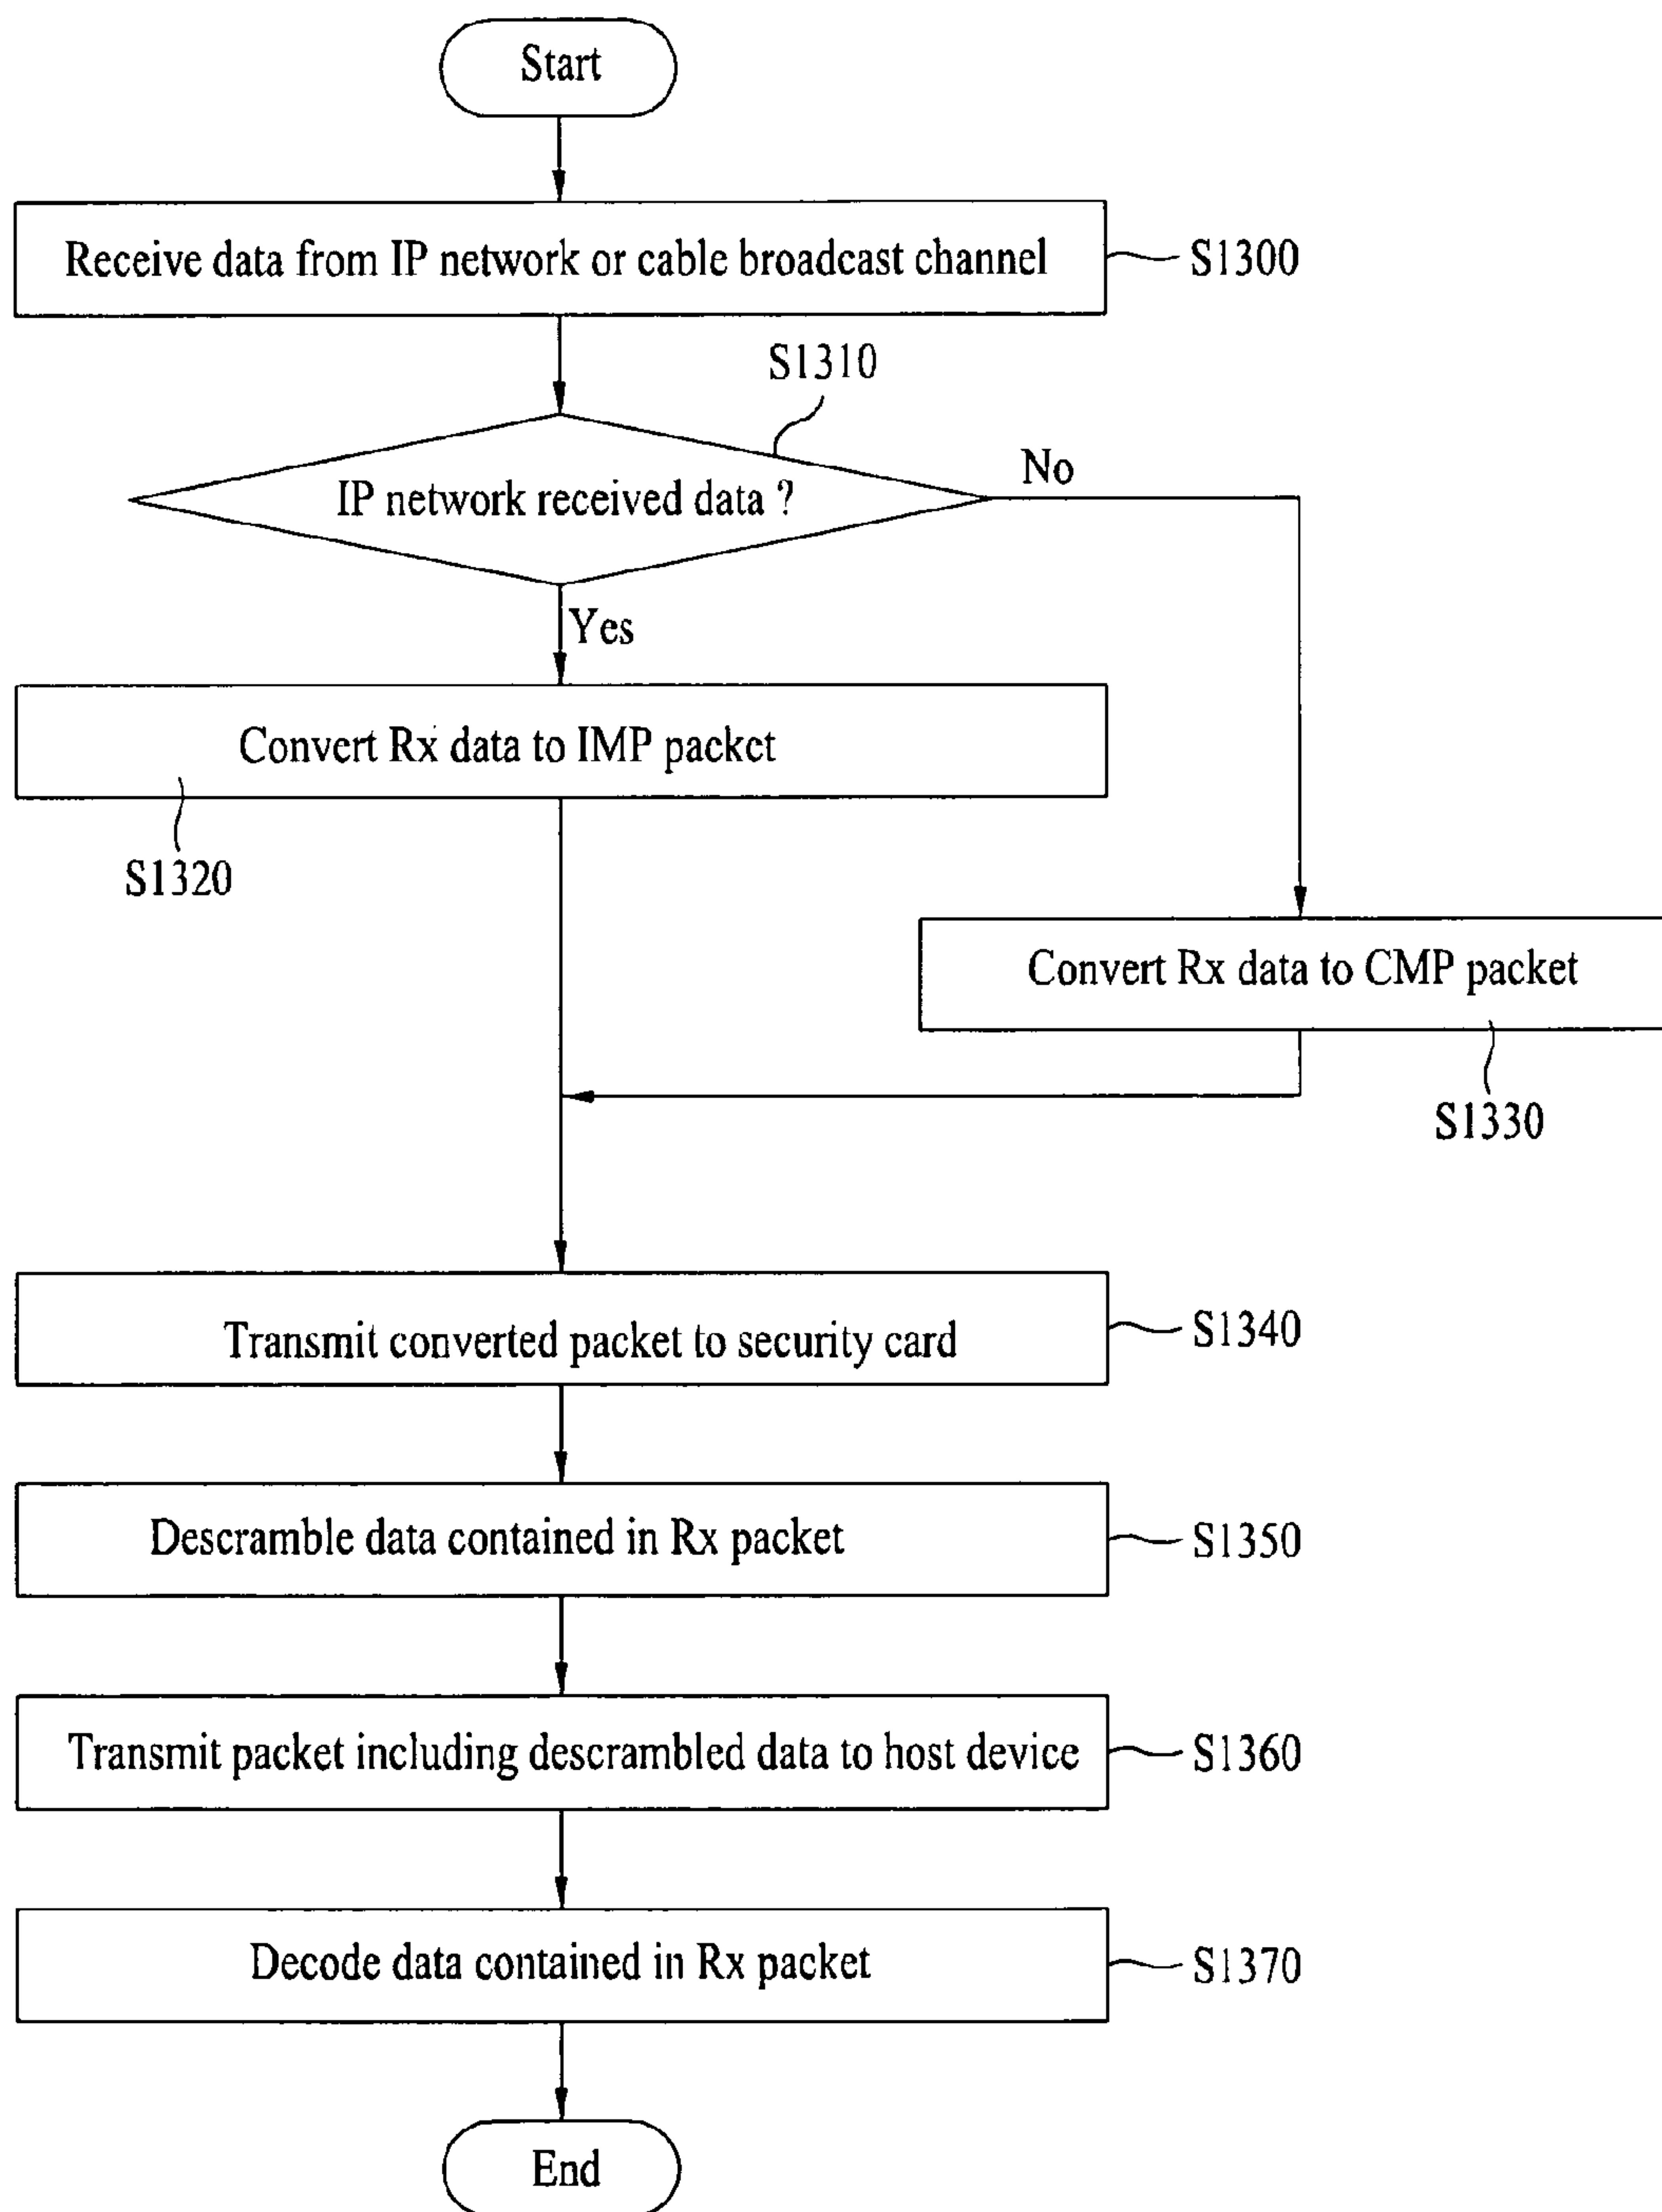 Start
Receive data from IP network or cable broadcast channel
S1300
S1310
IP network received data ?
No
Yes
Convert Rx data to IMP packet
S1320
Convert Rx data to CMP packet
S1330
Transmit converted packet to security card
S1340
Descramble data contained in Rx packet
S1350
Transmit packet including descrambled data to host device
S1360
Decode data contained in Rx packet
S1370
End